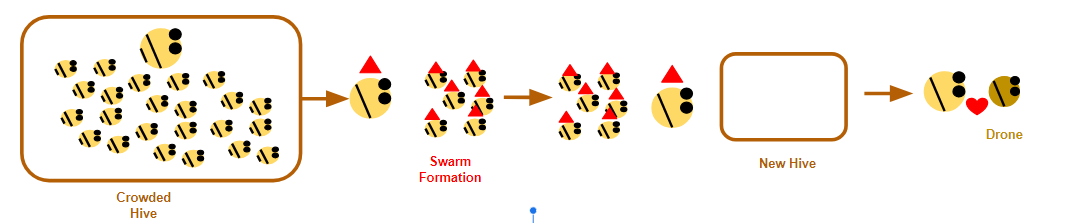 Crowded
Hive
Swarm
Formation
New Hive
Drone